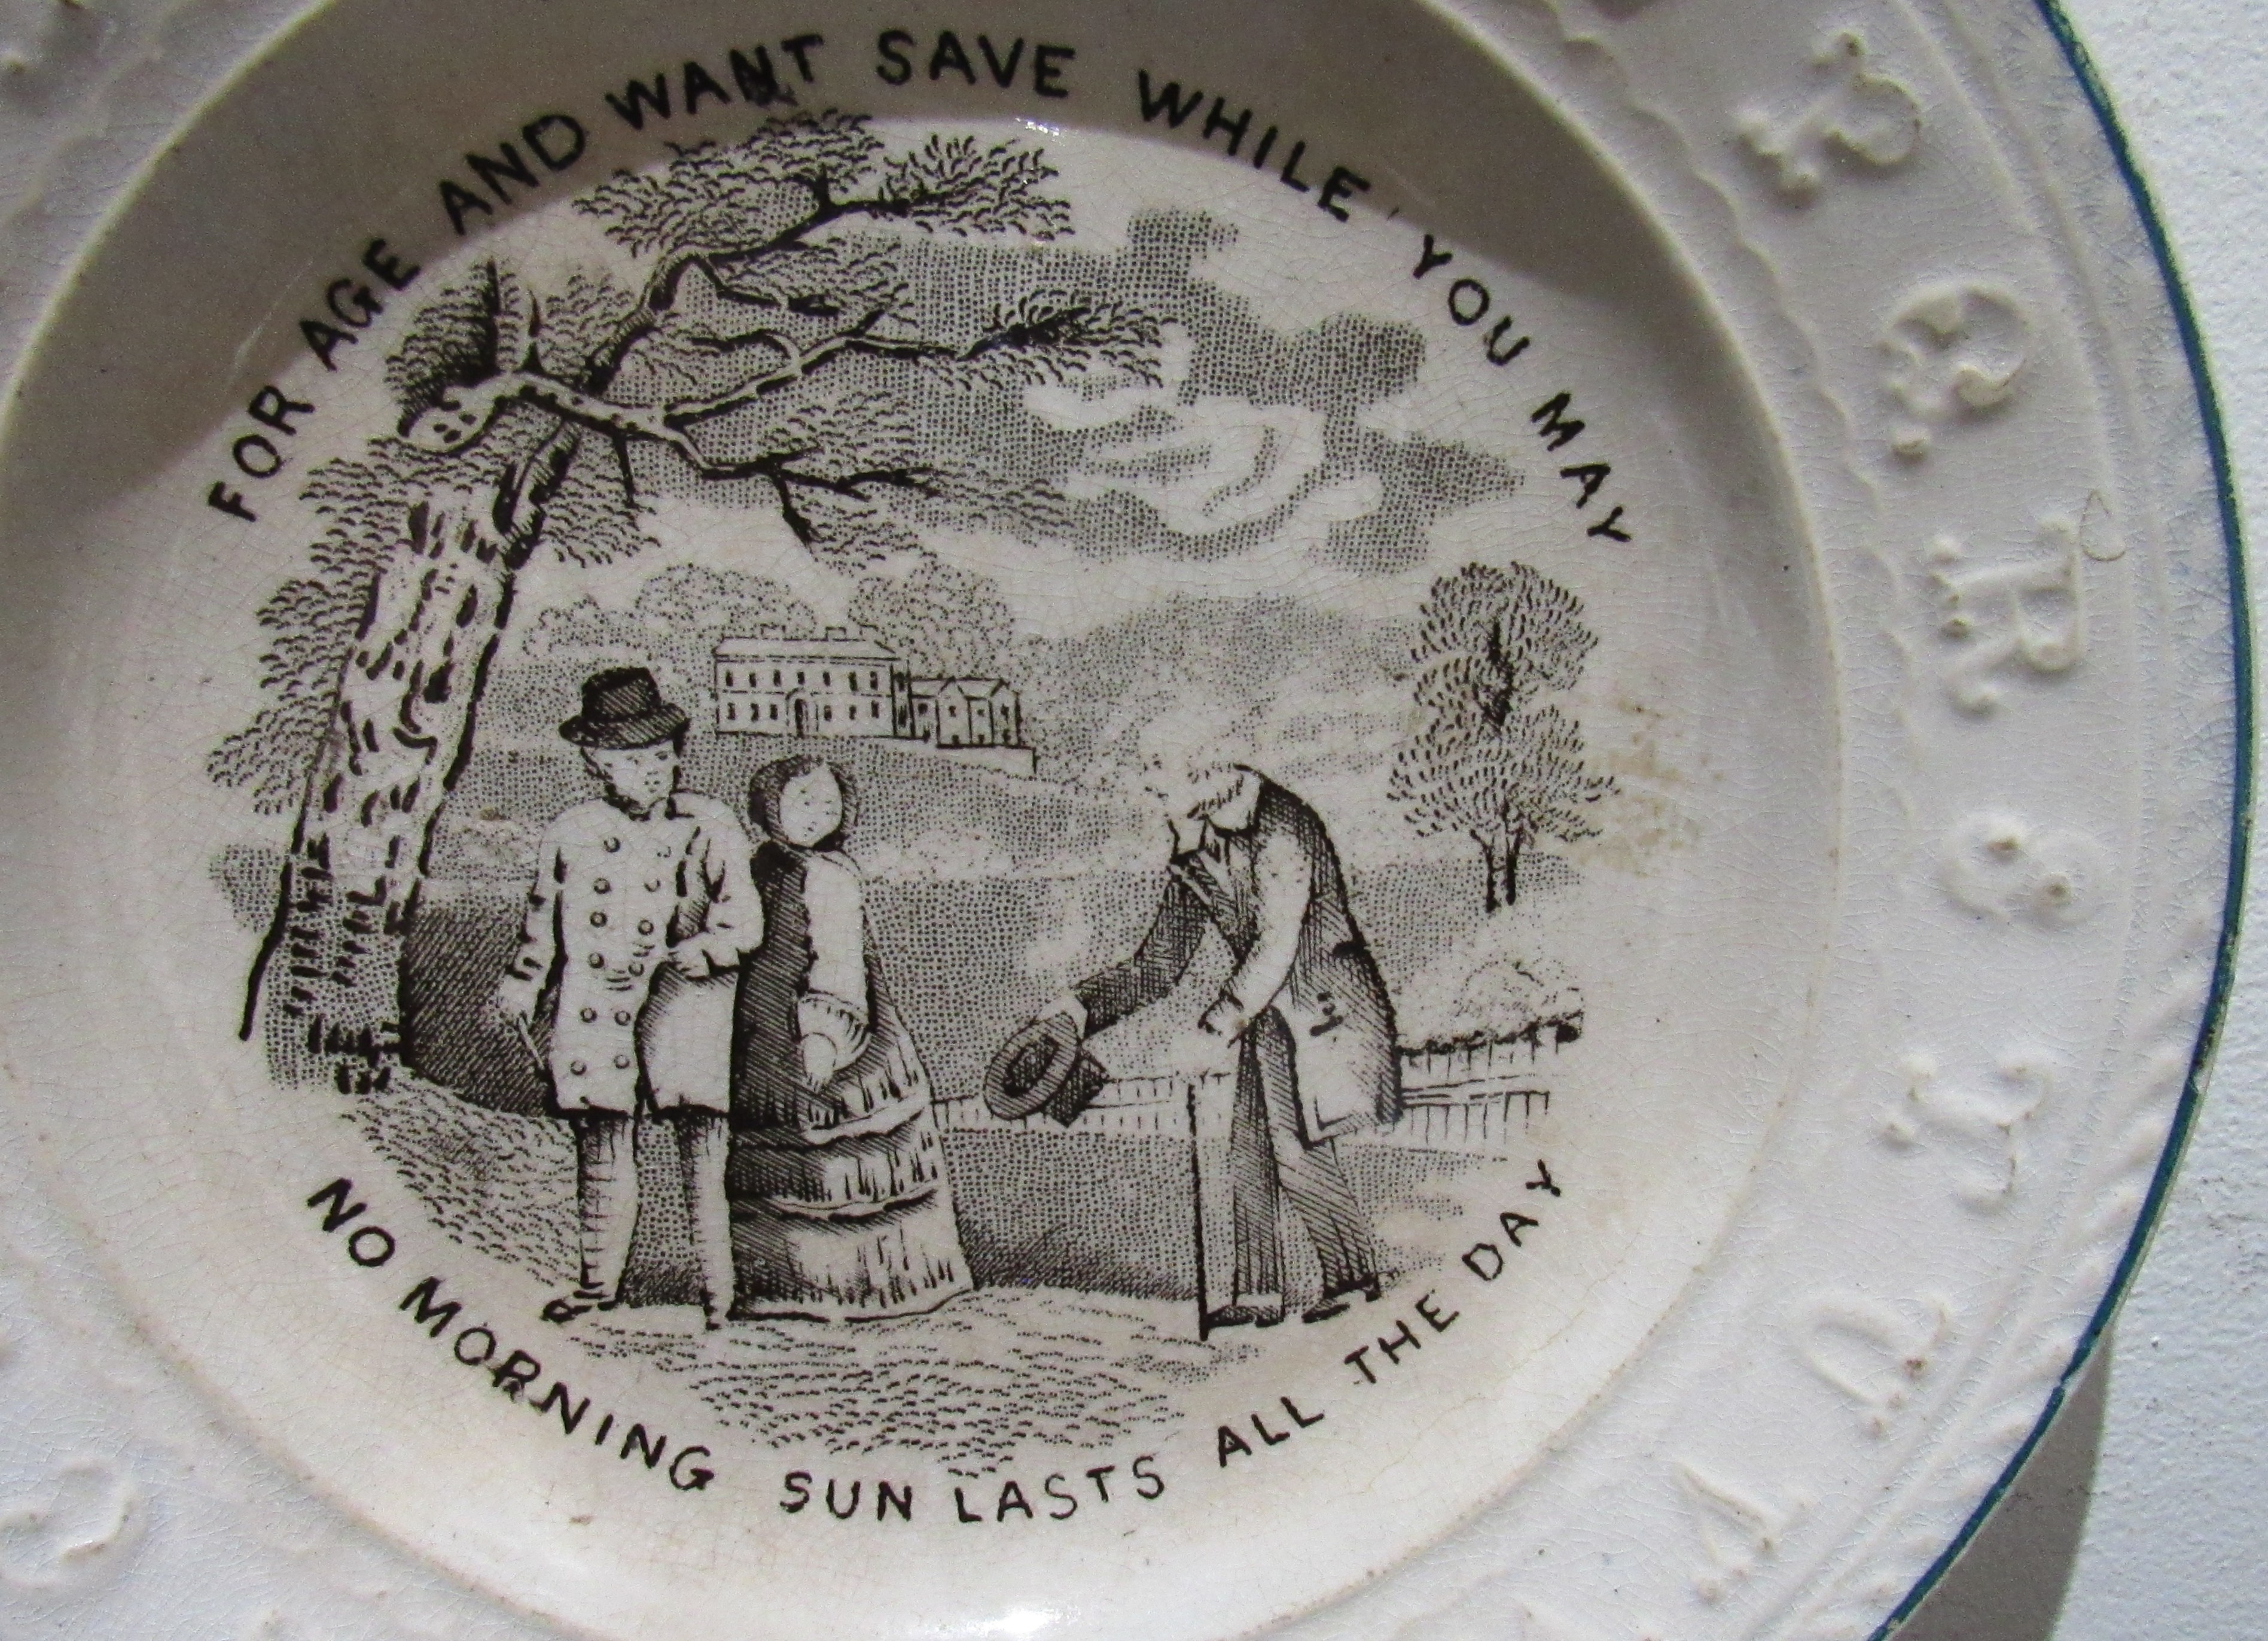 FOR AGE AND WANT SAVE WHILE YOU MAY
NO MORNING SUN LASTS ALL THE DAY
P
Q
R
S
T
U
V